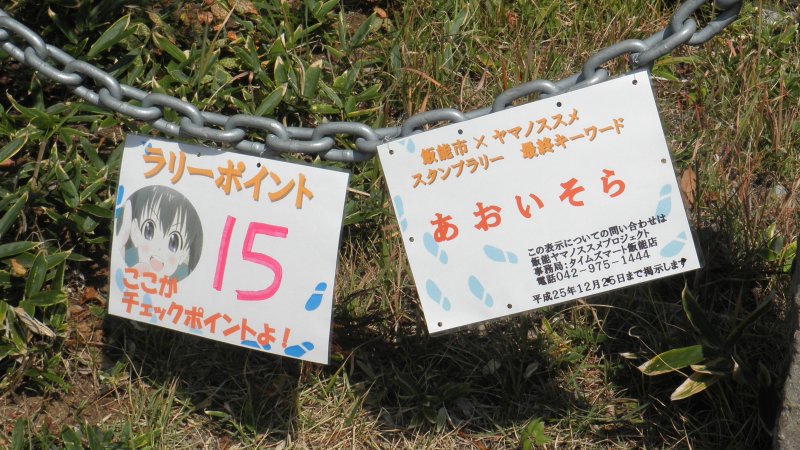 ラリーポイント
15
ここが
チェックポイントよ！
飯能市×ヤマノススメ
スタンプラリー 最終キーワード
あおいそら
この表示についての問い合わせは
飯能ヤマノススメプロジェクト
事務局:タイムズマート飯能店
電話042-975-1444
平成25年12月25日まで掲示します